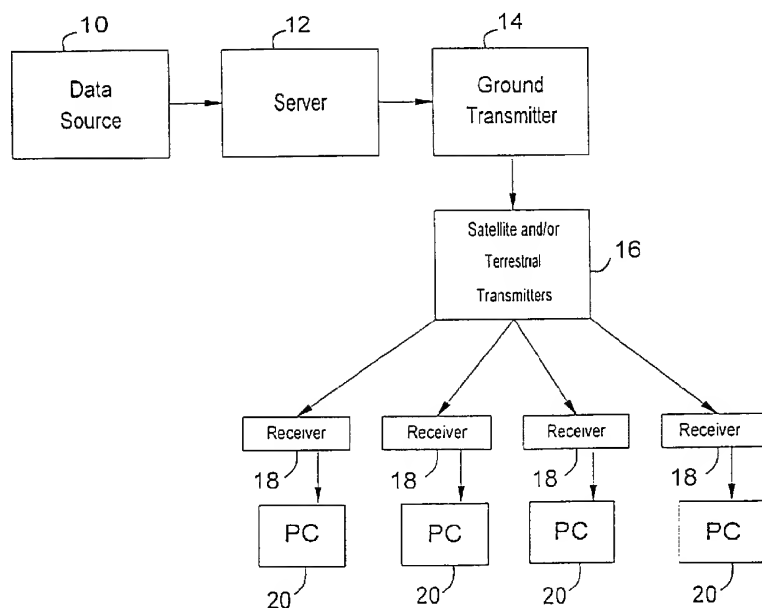 10
12
14
Data
Source
Server
Ground
Transmitter
Satellite and/or
Terrestrial
Transmitters
16
Receiver
Receiver
Receiver
Receiver
18
18
18
18
PC
PC
PC
PC
20
20
20
20